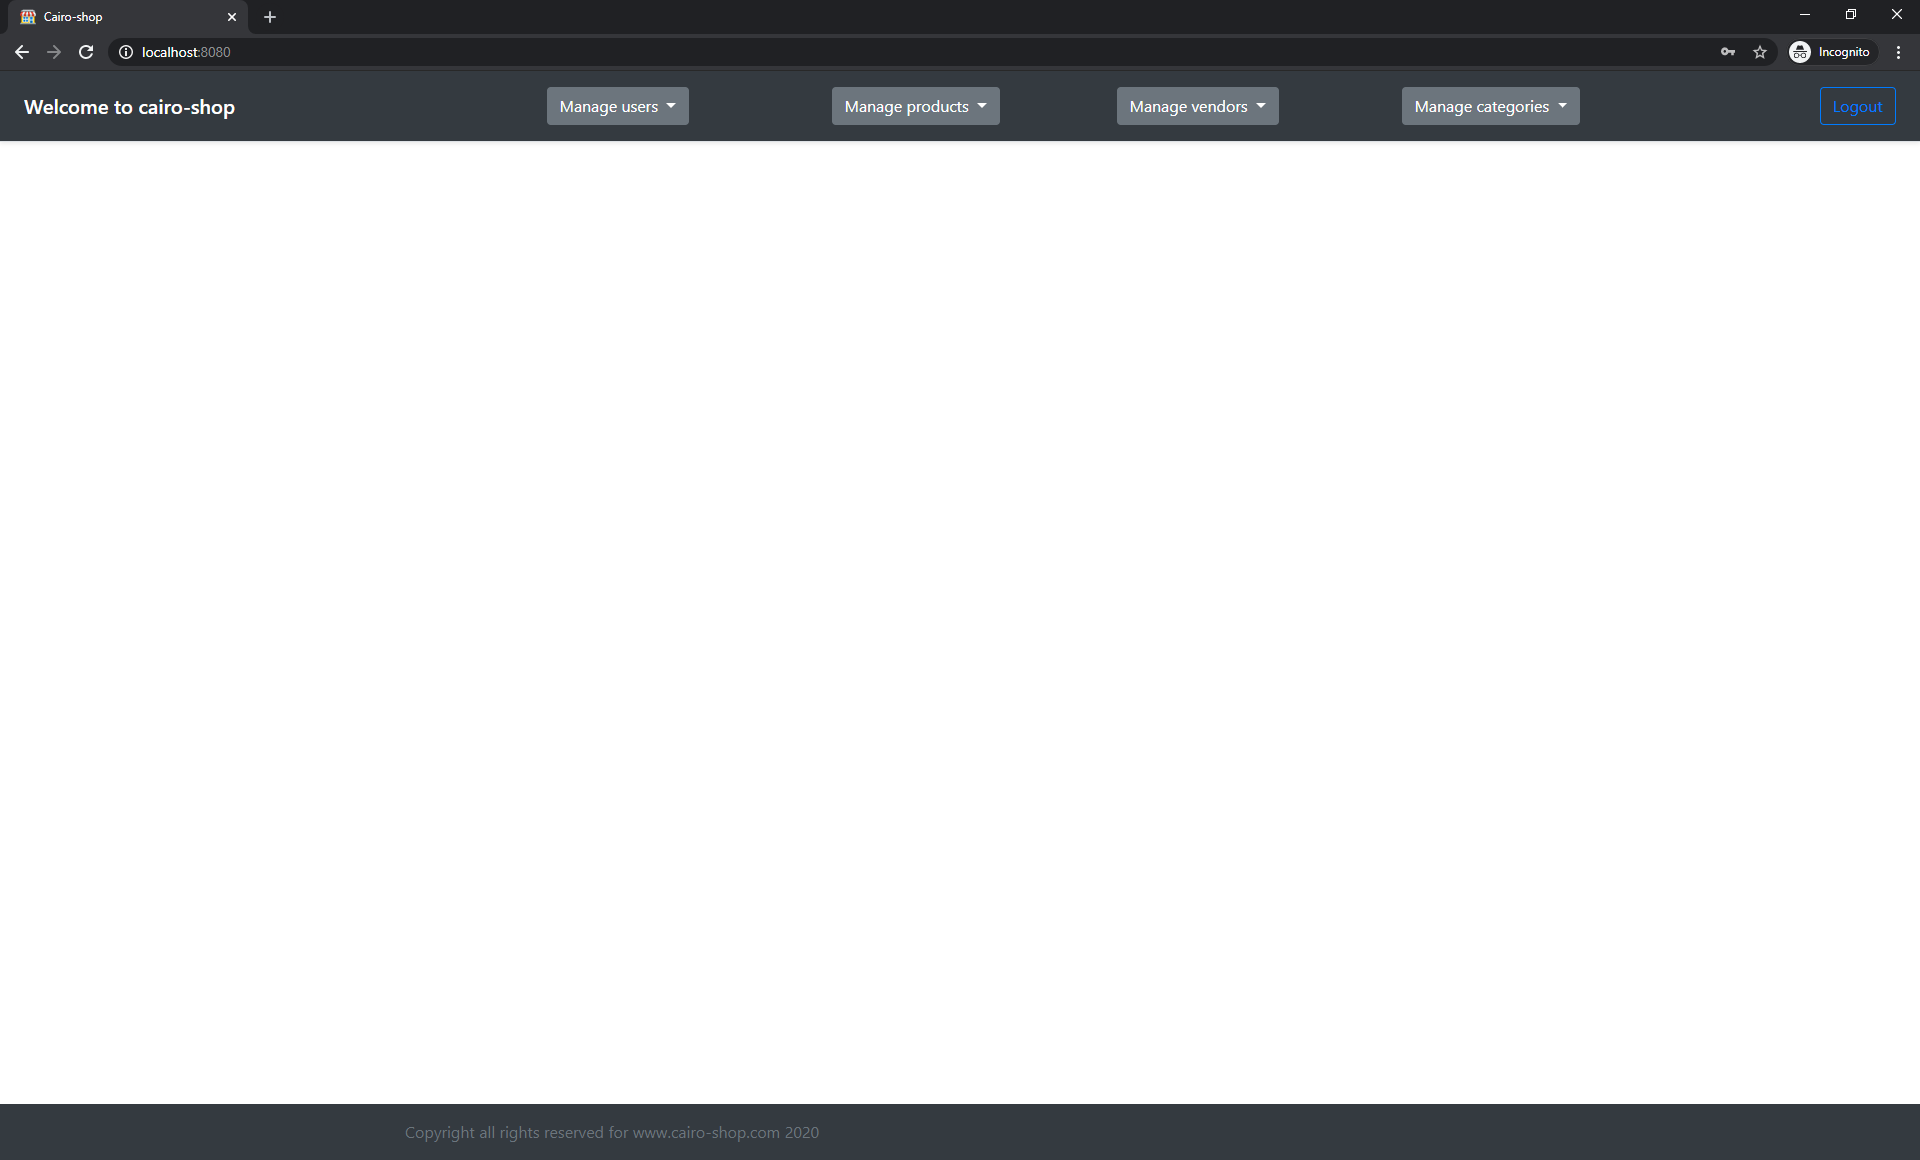 Cairo-shop
localhost:8080
Incognito
Welcome to cairo-shop
Manage users
Manage products
Manage vendors
Manage categories
Logout
Copyright all rights reserved for www.cairo-shop.com 2020